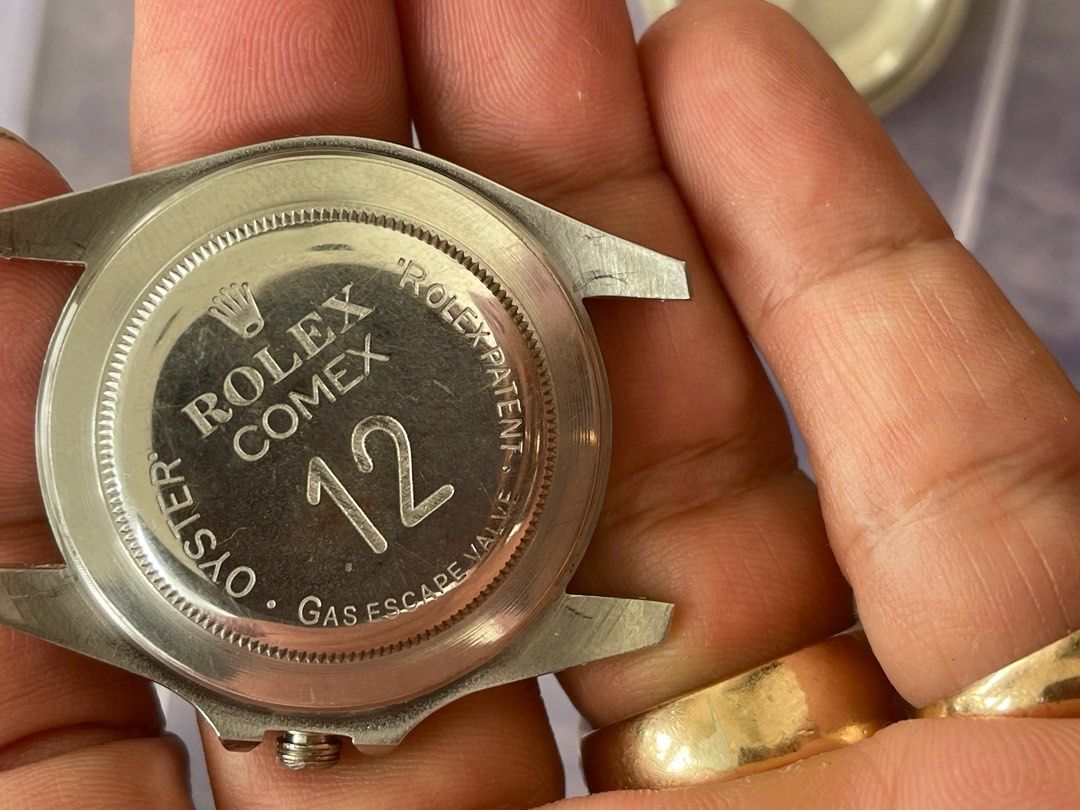 ROLEX
COMEX
12
"ROLEX PATENT · GAS ESCAPE VALVE · OYSTER"